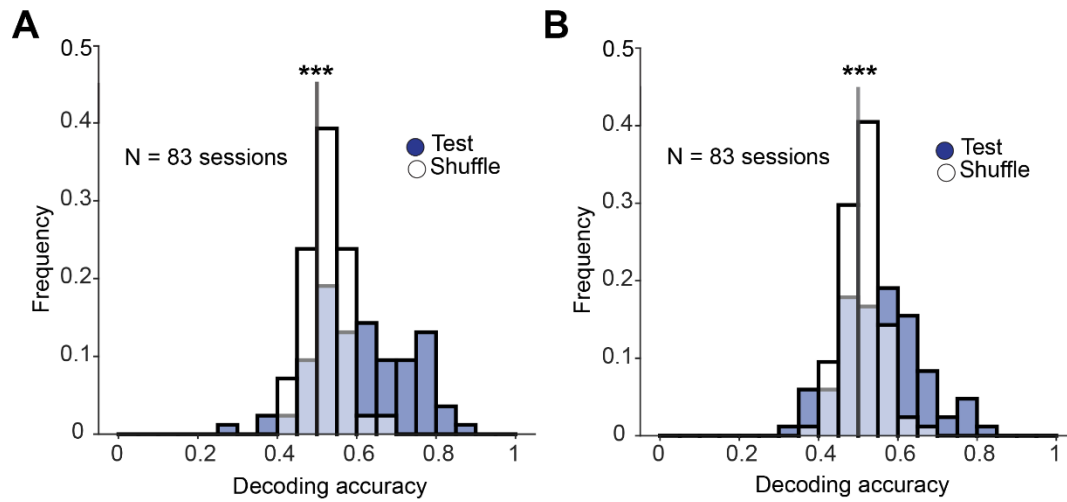 A
0.5
0.4
0.3
0.2
0.1
0
Frequency
***
N = 83 sessions
Test
Shuffle
0
0.2
0.4
0.6
0.8
1
Decoding accuracy
B
0.5
0.4
0.3
0.2
0.1
0
Frequency
***
N = 83 sessions
Test
Shuffle
0
0.2
0.4
0.6
0.8
1
Decoding accuracy